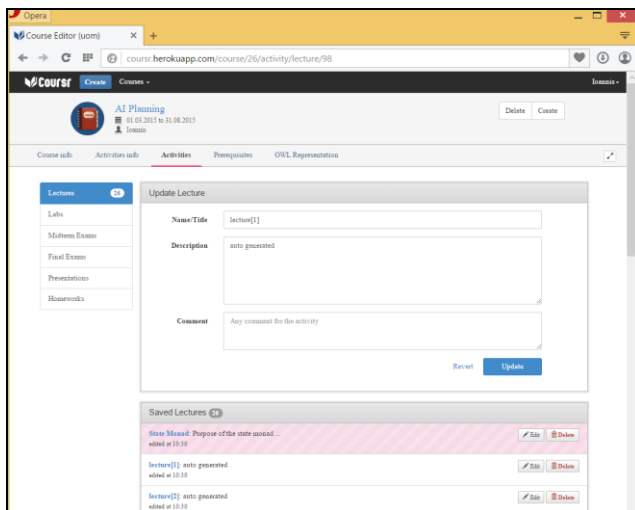 Opera
Course Editor (uom)
coursr.herokuapp.com/course/26/activity/lecture/98
Coursr Create Courses Ioannis
AI Planning
01.03.2015 to 31.08.2015
Ioannis
Delete Create
Course info Activities info Activities Prerequisites OWL Representation
Lectures
Labs
Midterm Exams
Final Exams
Presentations
Homeworks
Update Lecture
Name/Title lecture[1]
Description auto generated
Comment Any comment for the activity
Revert Update
Saved Lectures
State Monad: Purpose of the state monad...
edited at 10:30
Edit Delete
lecture[1]: auto generated
edited at 10:30
Edit Delete
lecture[2]: auto generated
edited at 10:30
Edit Delete